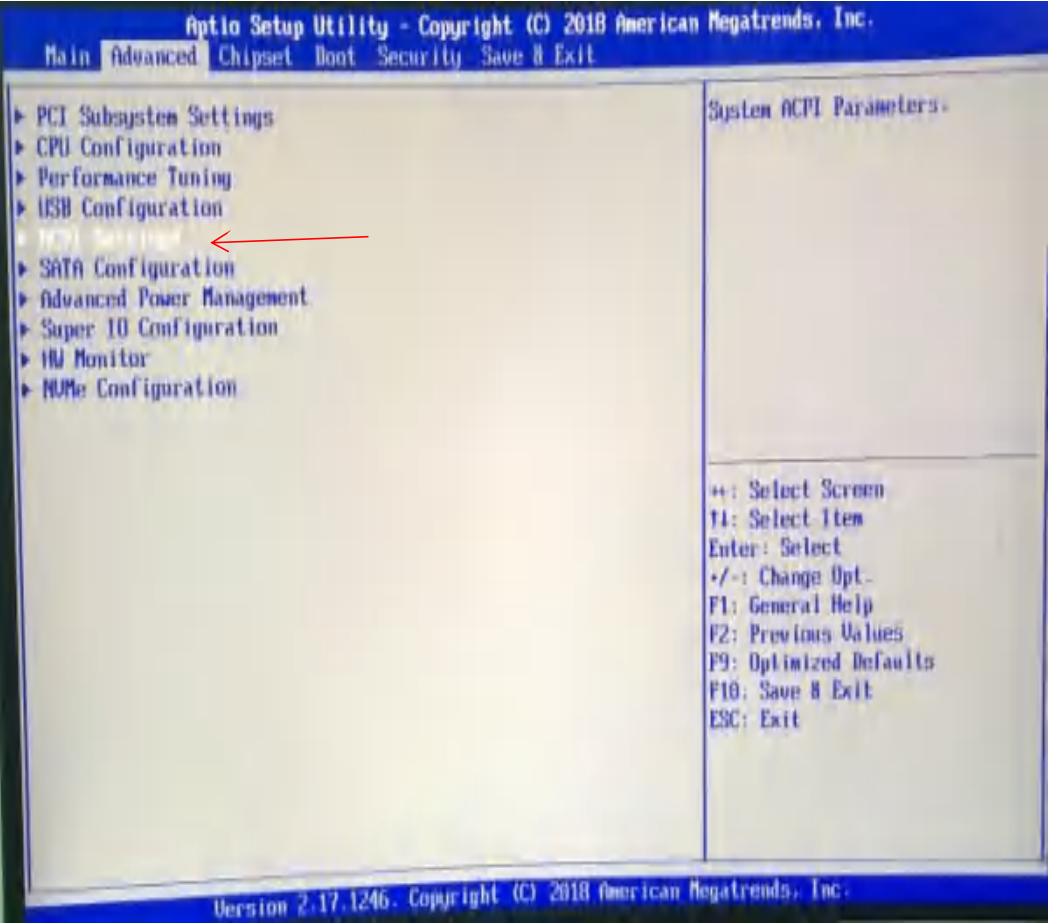 Aptio Setup Utility - Copyright (C) 2018 American Megatrends, Inc.
Main Advanced Chipset Boot Security Save & Exit
PCI Subsystem Settings
CPU Configuration
Performance Tuning
USB Configuration
ACPI Settings
SATA Configuration
Advanced Power Management
Super IO Configuration
HW Monitor
NVMe Configuration
System ACPI Parameters.
↔: Select Screen
↑↓: Select Item
Enter: Select
+/-: Change Opt.
F1: General Help
F2: Previous Values
F9: Optimized Defaults
F10: Save & Exit
ESC: Exit
Version 2.17.1246. Copyright (C) 2018 American Megatrends, Inc.